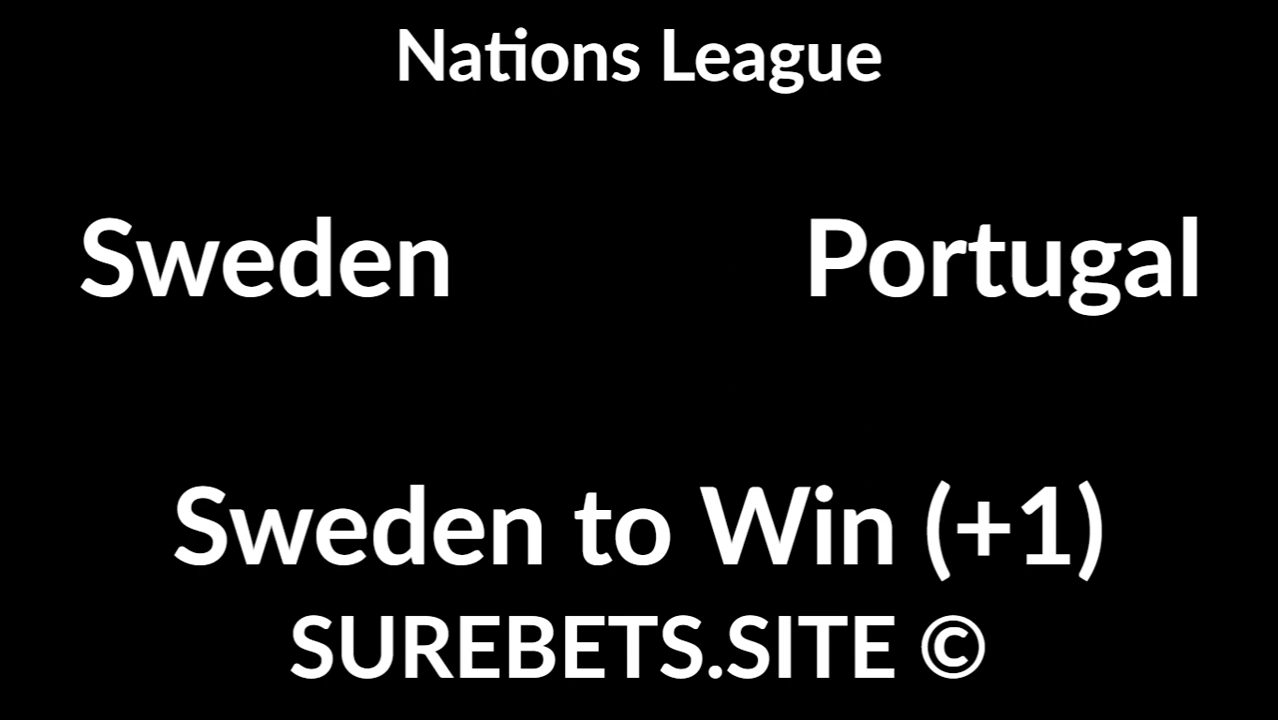 Nations League
Sweden Portugal
Sweden to Win (+1)
SUREBETS.SITE ©